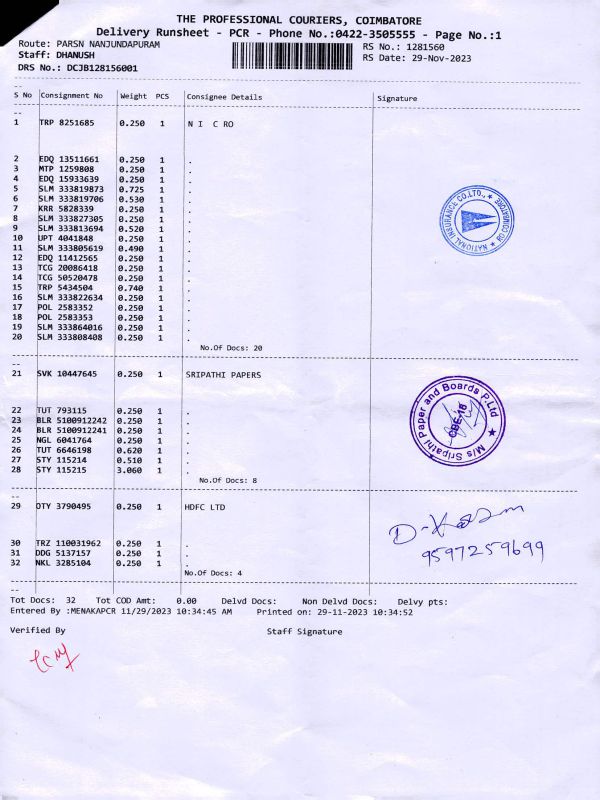 THE PROFESSIONAL COURIERS, COIMBATORE
Delivery Runsheet - PCR - Phone No.:0422-3505555 - Page No.:1
Route: PARSN NANJUNDAPURAM RS No.: 1281560
Staff: DHANUSH RS Date: 29-Nov-2023
DRS No.: DCJB128156001
S No Consignment No Weight PCS Consignee Details Signature
1 TRP 8251685 0.250 1 N I C RO
2 EDQ 13511661 0.250 1 .
3 MTP 1259808 0.250 1 .
4 EDQ 15933639 0.250 1 .
5 SLM 333819873 0.725 1 .
6 SLM 333819706 0.530 1 .
7 KRR 5828339 0.250 1 .
8 SLM 333827305 0.250 1 .
9 SLM 333813694 0.520 1 .
10 UPT 4041848 0.250 1 .
11 SLM 333805619 0.490 1 .
12 EDQ 11412565 0.250 1 .
13 TCG 20086418 0.250 1 .
14 TCG 50520478 0.250 1 .
15 TRP 5434504 0.740 1 .
16 SLM 333822634 0.250 1 .
17 POL 2583352 0.250 1 .
18 POL 2583353 0.250 1 .
19 SLM 333864016 0.250 1 .
20 SLM 333808408 0.250 1 .
No.Of Docs: 20
NATIONAL INSURANCE CO.LTD., ★ RO COIMBATORE ★
21 SVK 10447645 0.250 1 SRIPATHI PAPERS
22 TUT 793115 0.250 1 .
23 BLR 5100912242 0.250 1 .
24 BLR 5100912241 0.250 1 .
25 NGL 6041764 0.250 1 .
26 TUT 6646198 0.620 1 .
27 STY 115214 0.510 1 .
28 STY 115215 3.060 1 .
No.Of Docs: 8
M/s Sripathi Paper and Boards P.Ltd ★
CBE-18
29 OTY 3790495 0.250 1 HDFC LTD
30 TRZ 110031962 0.250 1 .
31 DDG 5137157 0.250 1 .
32 NKL 3285104 0.250 1 .
No.Of Docs: 4
9597259699
Tot Docs: 32 Tot COD Amt: 0.00 Delvd Docs: Non Delvd Docs: Delvy pts:
Entered By :MENAKAPCR 11/29/2023 10:34:45 AM Printed on: 29-11-2023 10:34:52
Verified By Staff Signature